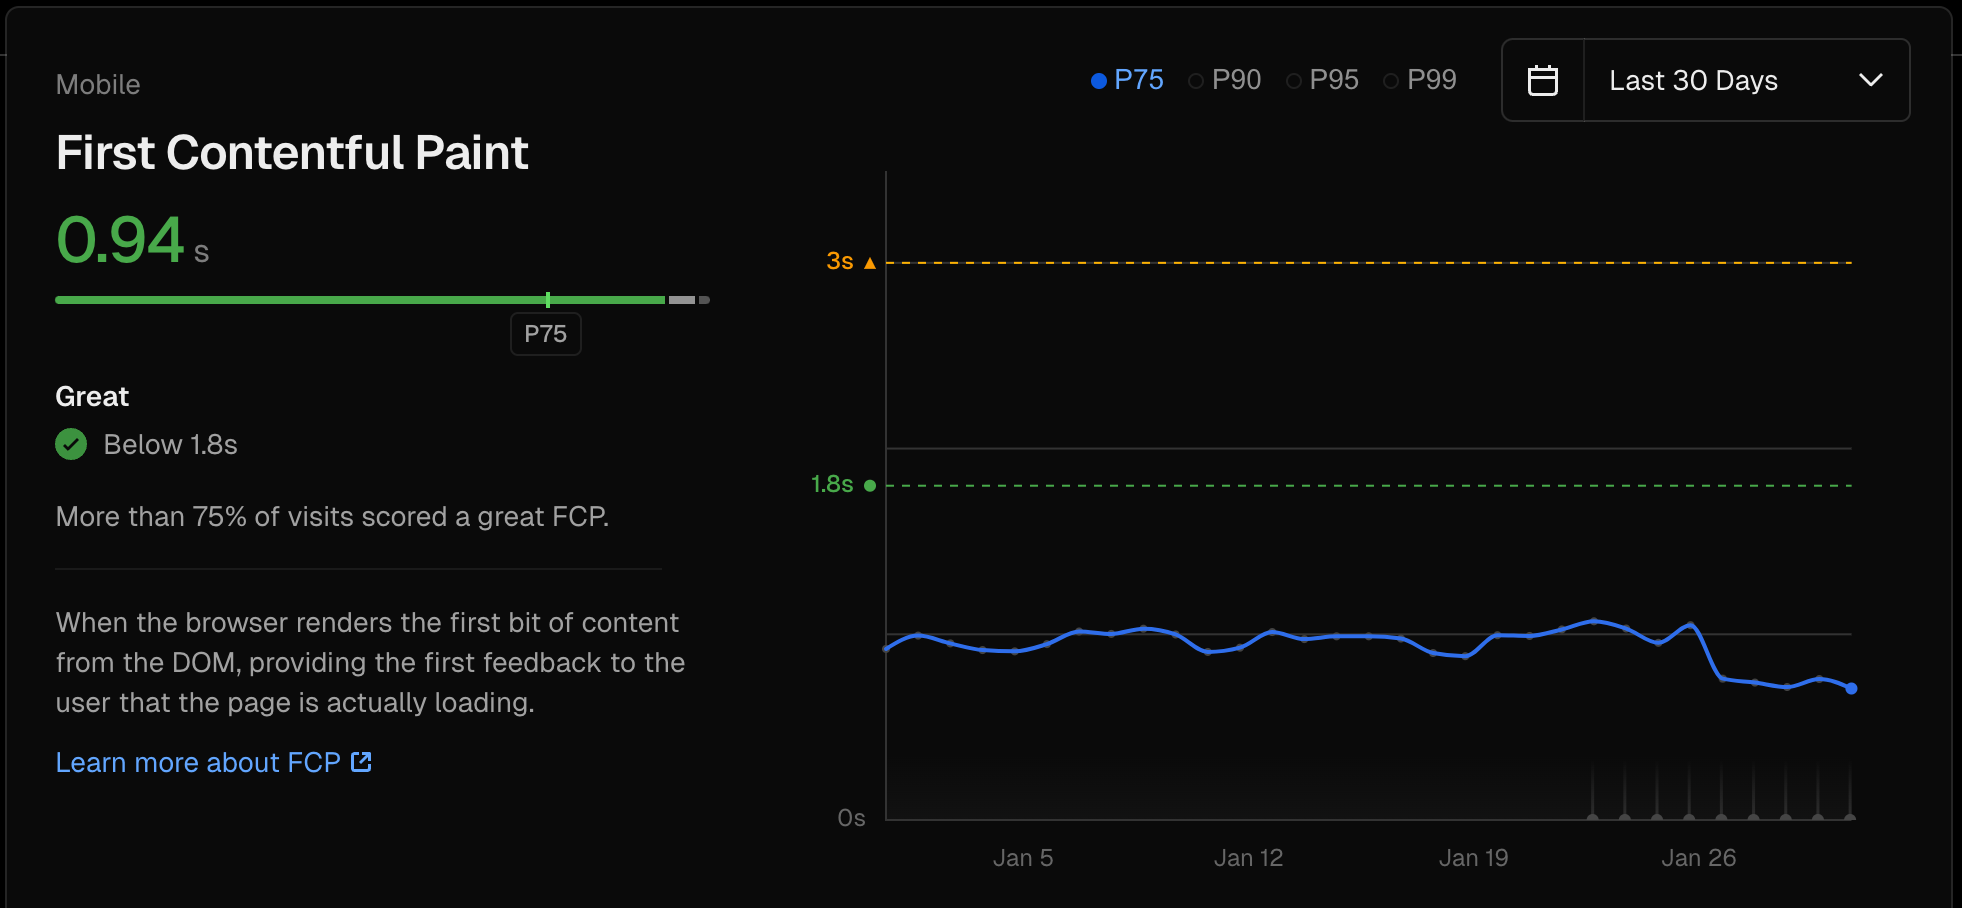 Mobile
First Contentful Paint
0.94 s
P75
Great
Below 1.8s
More than 75% of visits scored a great FCP.
When the browser renders the first bit of content
from the DOM, providing the first feedback to the
user that the page is actually loading.
Learn more about FCP
P75 P90 P95 P99
Last 30 Days
3s
1.8s
0s
Jan 5 Jan 12 Jan 19 Jan 26